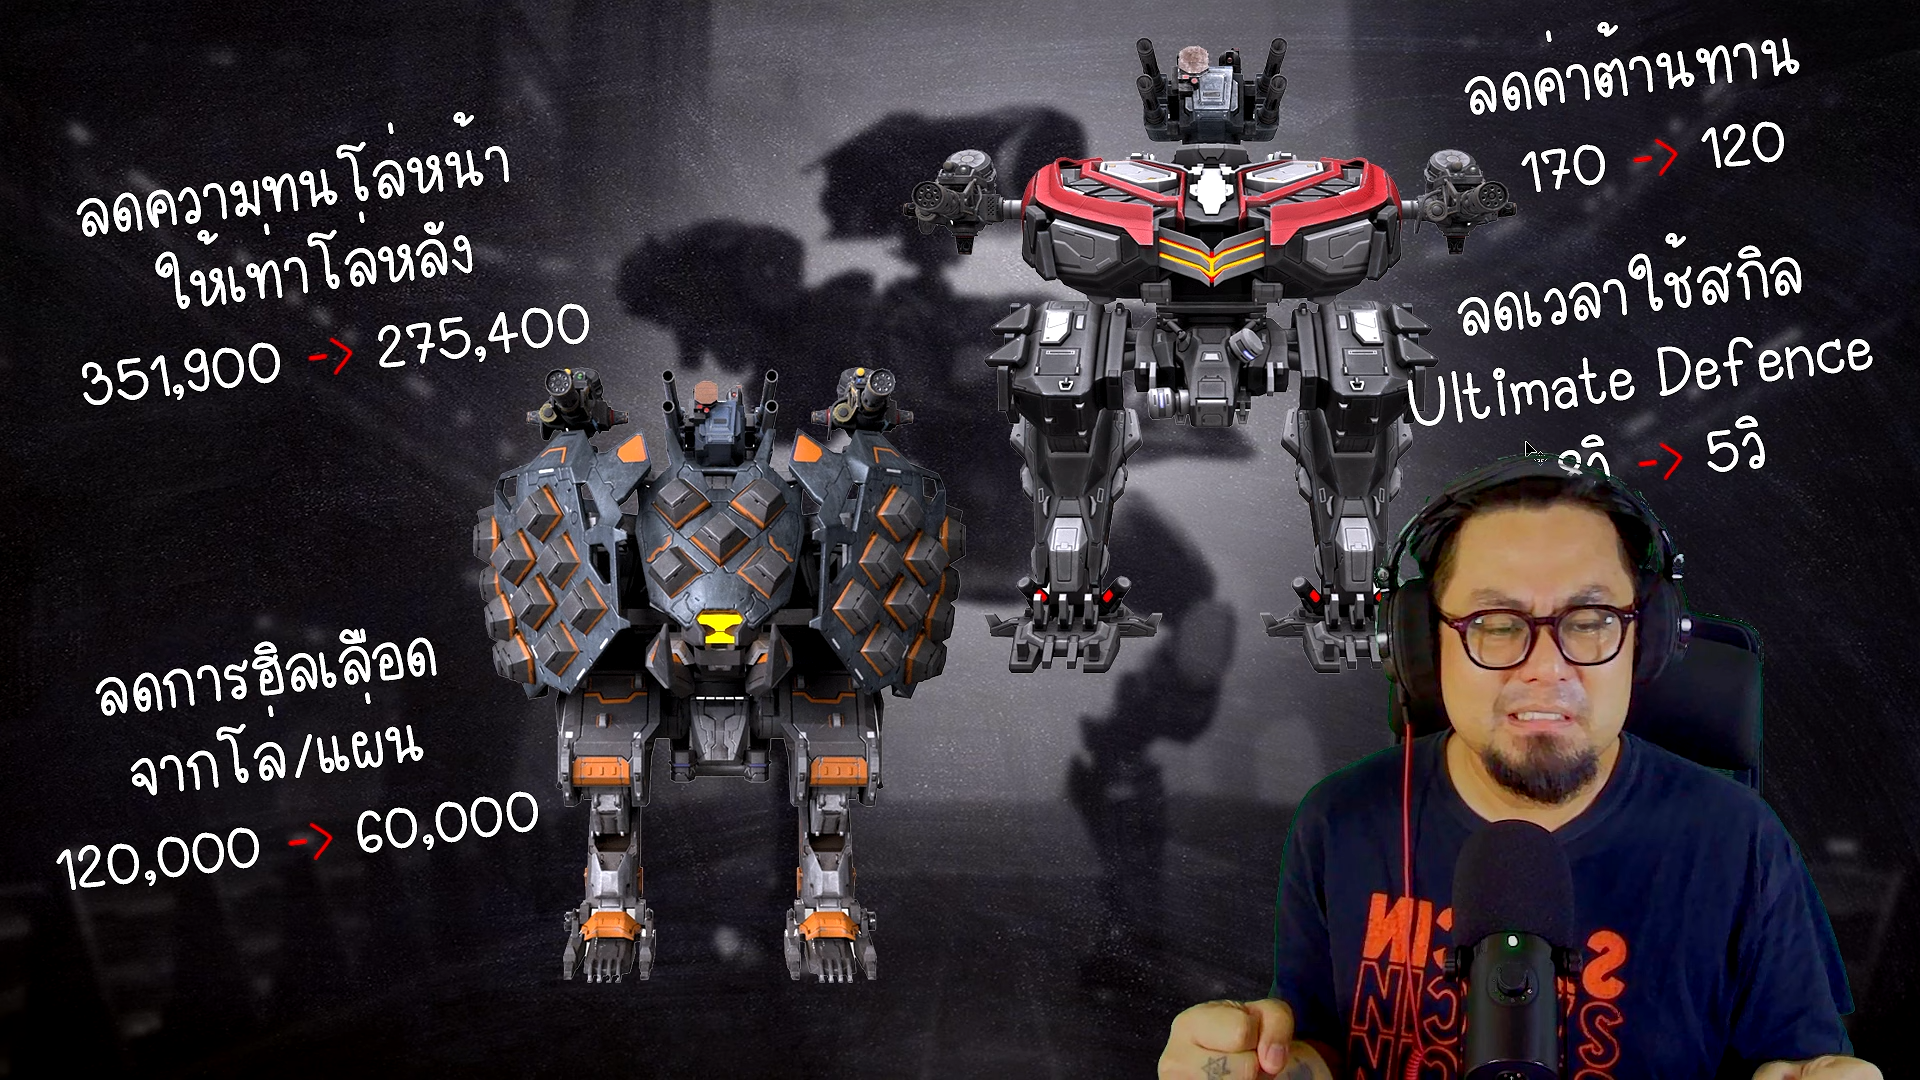 ลดความทนโล่หน้า
ให้เท่าโล่หลัง
351,900 -> 275,400
ลดการฮิลเลือด
จากโล่/แผ่น
120,000 -> 60,000
ลดค่าต้านทาน
170 -> 120
ลดเวลาใช้สกิล
Ultimate Defence
วิ -> 5วิ